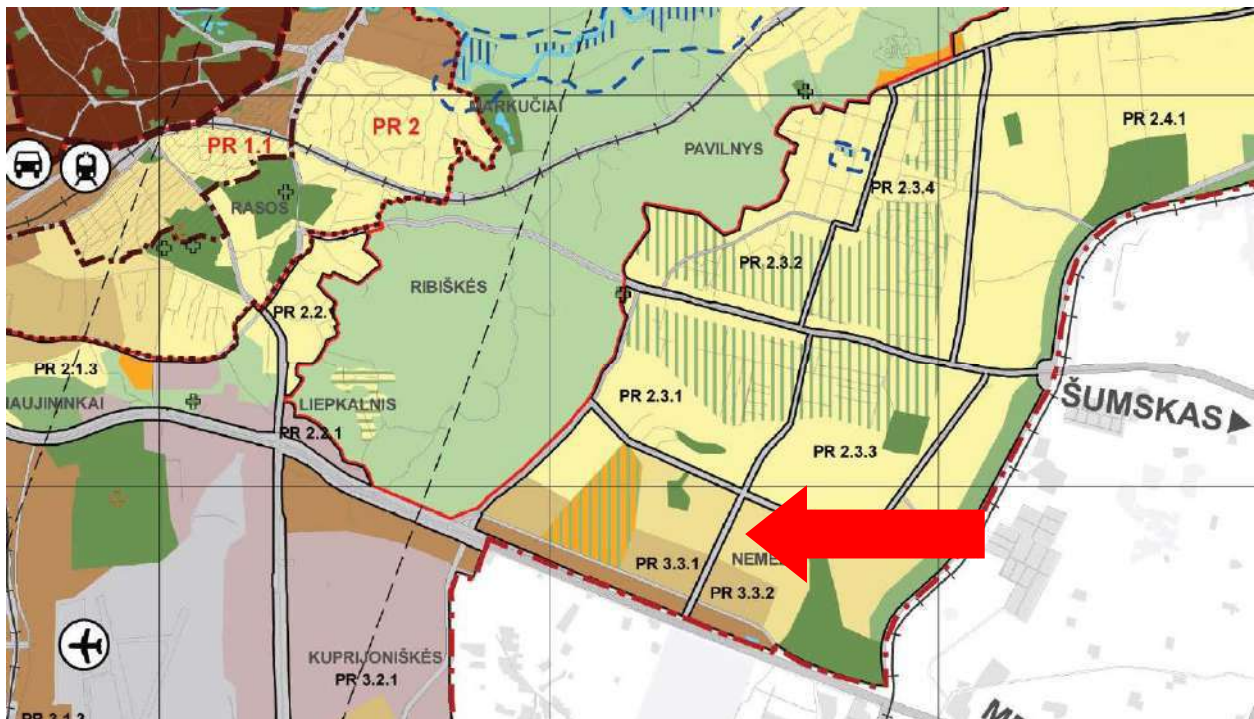 MARKUČIAI
PR 2
PR 2.4.1
PR 1.1
PAVILNYS
PR 2.3.4
RASOS
PR 2.3.2
RIBIŠKĖS
PR 2.2.
PR 2.1.3
PR 2.3.1
ŠUMSKAS
LIEPKALNIS
PR 2.2.1
PR 2.3.3
PR 3.3.1
PR 3.3.2
KUPRIJONIŠKĖS
PR 3.2.1